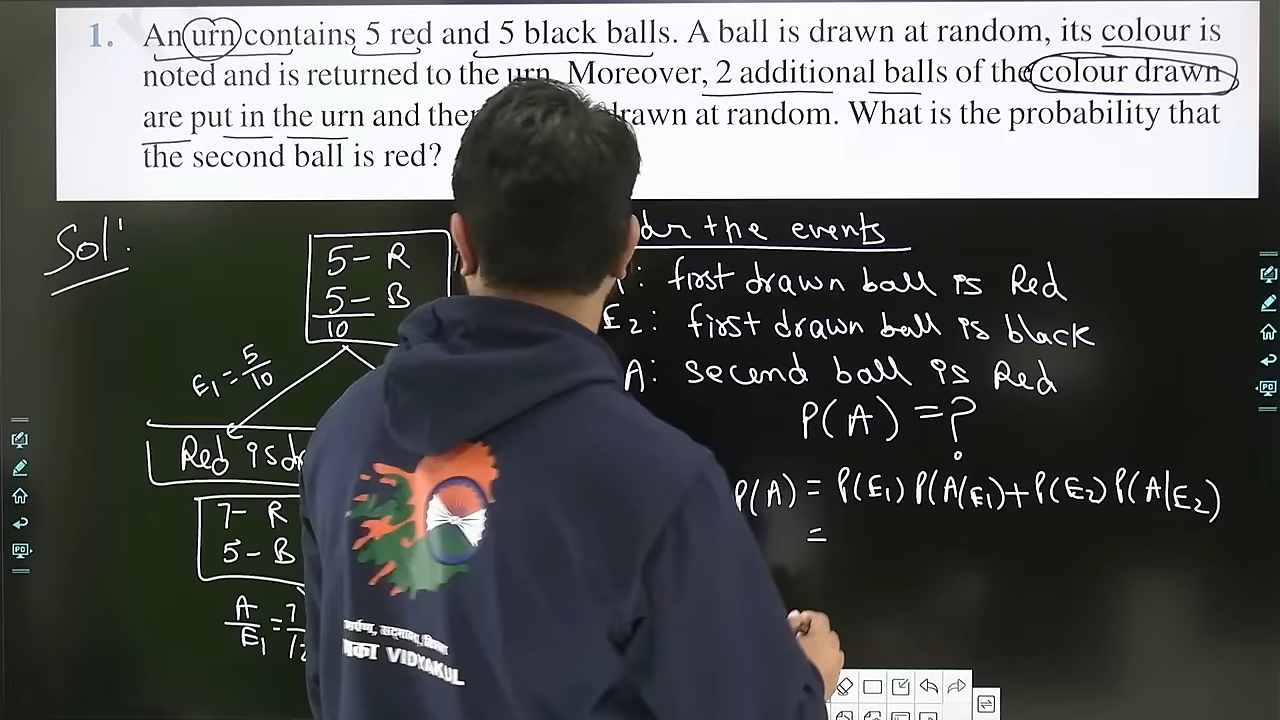 1. An urn contains 5 red and 5 black balls. A ball is drawn at random, its colour is
noted and is returned to the urn. Moreover, 2 additional balls of the colour drawn
are put in the urn and then drawn at random. What is the probability that
the second ball is red?
Sol:
5 - R
5 - B
10
E1 = 5/10
Red is
7 - R
5 - B
A/E1 = 7/12
the events
: first drawn ball is Red
E2: first drawn ball is black
A: second ball is Red
P(A) = ?
P(A) = P(E1) P(A/E1) + P(E2) P(A/E2)
=
VIDYAKUL